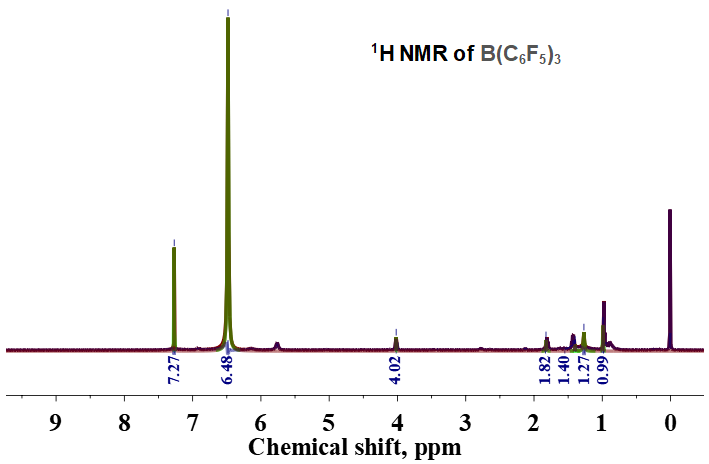 ¹H NMR of B(C₆F₅)₃
7.27 6.48 4.02 1.82 1.40 1.27 0.99
9 8 7 6 5 4 3 2 1 0
Chemical shift, ppm